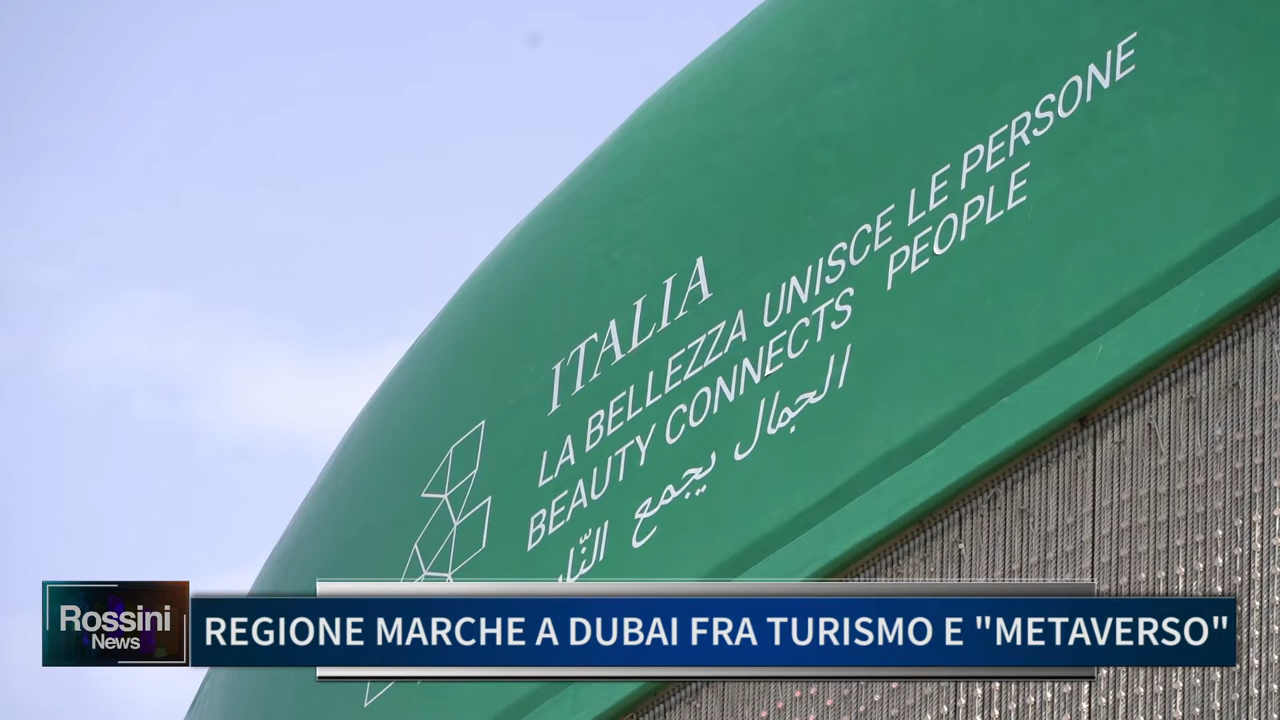 ITALIA
LA BELLEZZA UNISCE LE PERSONE
BEAUTY CONNECTS PEOPLE
الجمال يجمع
Rossini
News
REGIONE MARCHE A DUBAI FRA TURISMO E "METAVERSO"